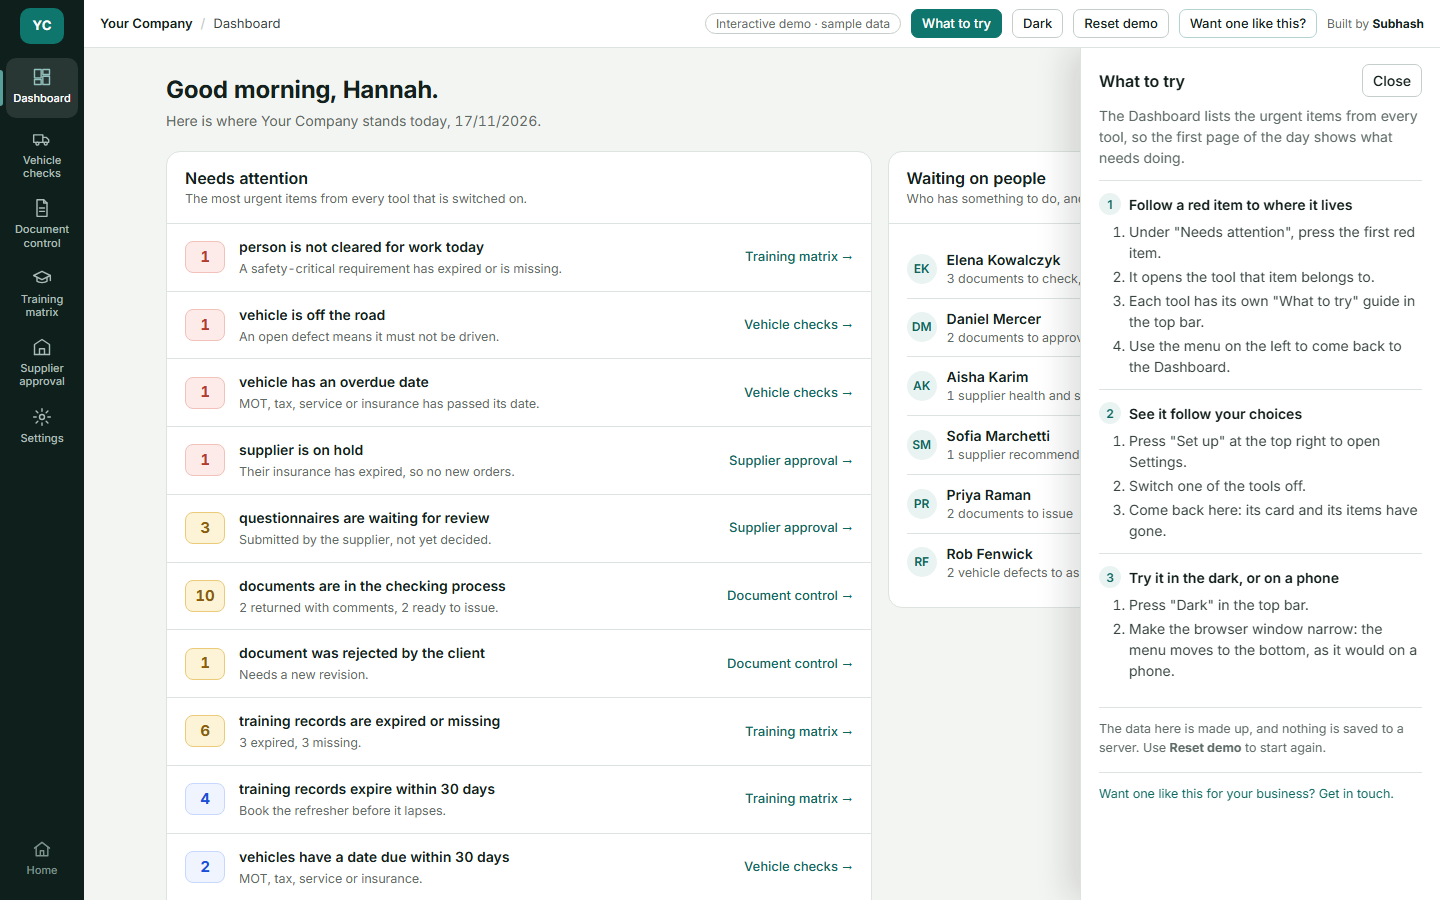 YC
Dashboard
Vehicle
checks
Document
control
Training
matrix
Supplier
approval
Settings
Home
Your Company / Dashboard
Interactive demo · sample data
What to try
Dark
Reset demo
Want one like this?
Built by Subhash
Good morning, Hannah.
Here is where Your Company stands today, 17/11/2026.
Needs attention
The most urgent items from every tool that is switched on.
1
person is not cleared for work today
A safety-critical requirement has expired or is missing.
Training matrix →
1
vehicle is off the road
An open defect means it must not be driven.
Vehicle checks →
1
vehicle has an overdue date
MOT, tax, service or insurance has passed its date.
Vehicle checks →
1
supplier is on hold
Their insurance has expired, so no new orders.
Supplier approval →
3
questionnaires are waiting for review
Submitted by the supplier, not yet decided.
Supplier approval →
10
documents are in the checking process
2 returned with comments, 2 ready to issue.
Document control →
1
document was rejected by the client
Needs a new revision.
Document control →
6
training records are expired or missing
3 expired, 3 missing.
Training matrix →
4
training records expire within 30 days
Book the refresher before it lapses.
Training matrix →
2
vehicles have a date due within 30 days
MOT, tax, service or insurance.
Vehicle checks →
Waiting on people
Who has something to do,
EK
Elena Kowalczyk
3 documents to check,
DM
Daniel Mercer
2 documents to
AK
Aisha Karim
1 supplier health and
SM
Sofia Marchetti
1 supplier
PR
Priya Raman
2 documents to issue
RF
Rob Fenwick
2 vehicle defects to
What to try
Close
The Dashboard lists the urgent items from every
tool, so the first page of the day shows what
needs doing.
1 Follow a red item to where it lives
1. Under "Needs attention", press the first red
item.
2. It opens the tool that item belongs to.
3. Each tool has its own "What to try" guide in
the top bar.
4. Use the menu on the left to come back to
the Dashboard.
2 See it follow your choices
1. Press "Set up" at the top right to open
Settings.
2. Switch one of the tools off.
3. Come back here: its card and its items have
gone.
3 Try it in the dark, or on a phone
1. Press "Dark" in the top bar.
2. Make the browser window narrow: the
menu moves to the bottom, as it would on a
phone.
The data here is made up, and nothing is saved to a
server. Use Reset demo to start again.
Want one like this for your business? Get in touch.